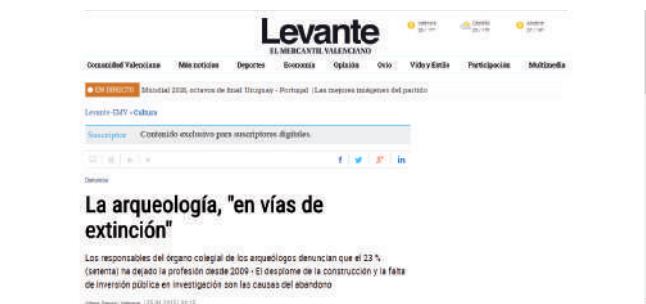 Levante
EL MERCANTIL VALENCIANO
Comunidad Valenciana Más noticias Deportes Economía Opinión Ocio Vida y Estilo Participación Multimedia
EN DIRECTO Mundial 2018, octavos de final Uruguay - Portugal | Las mejores imágenes del partido
Levante-EMV » Cultura
Suscriptor Contenido exclusivo para suscriptores digitales.
La arqueología, "en vías de
extinción"
Los responsables del órgano colegial de los arqueólogos denuncian que el 23 %
(setenta) ha dejado la profesión desde 2009 - El desplome de la construcción y la falta
de inversión pública en investigación son las causas del abandono